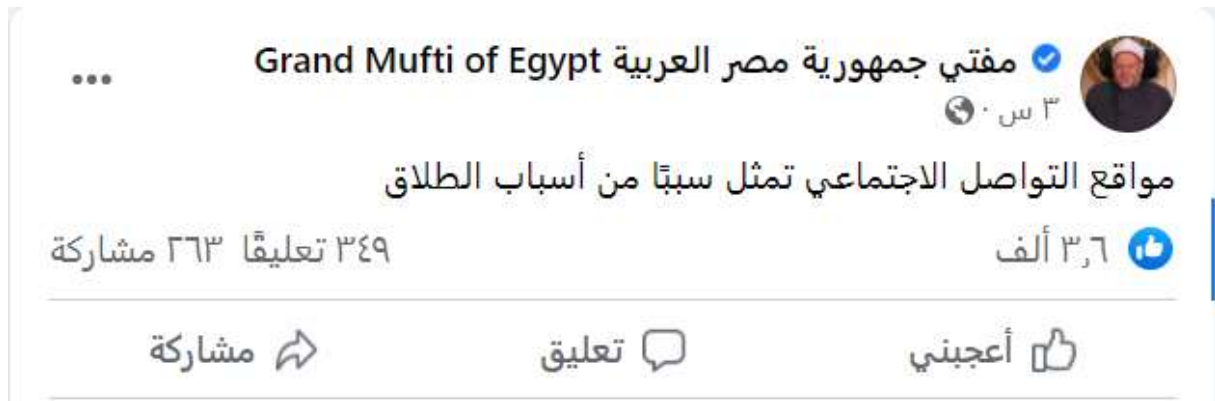 مفتي جمهورية مصر العربية Grand Mufti of Egypt
٣ س ·
مواقع التواصل الاجتماعي تمثل سببًا من أسباب الطلاق
٣,٦ ألف ٣٤٩ تعليقًا ٢٦٣ مشاركة
أعجبني تعليق مشاركة